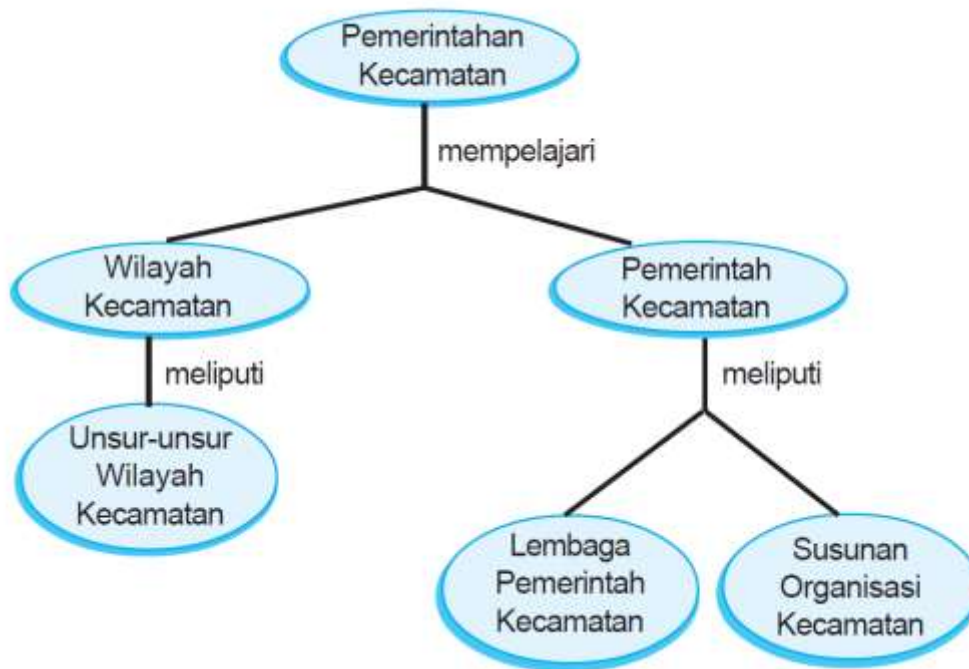 Pemerintahan
Kecamatan
mempelajari
Wilayah
Kecamatan
Pemerintah
Kecamatan
meliputi
meliputi
Unsur-unsur
Wilayah
Kecamatan
Lembaga
Pemerintah
Kecamatan
Susunan
Organisasi
Kecamatan